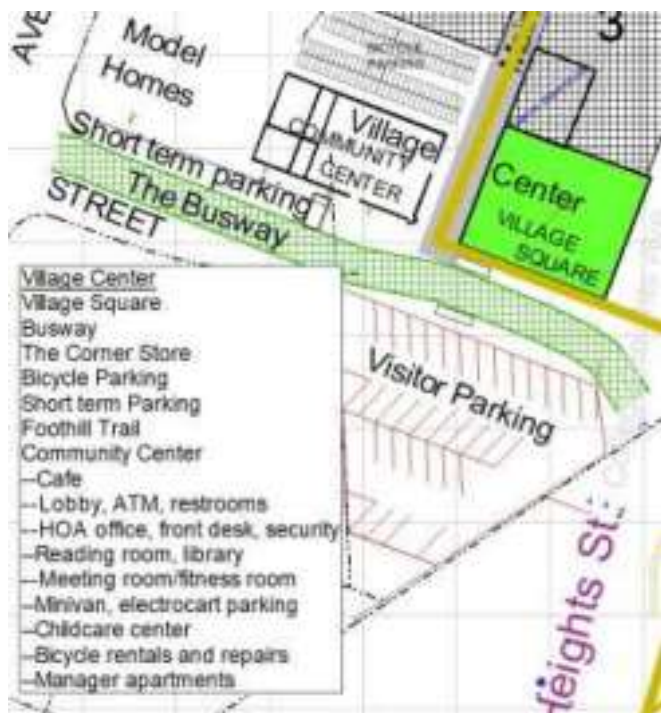 AVE
Model
Homes
BICYCLE
PARKING
3
Village
COMMUNITY
CENTER
Center
VILLAGE
SQUARE
Short term parking
The Busway
STREET
Visitor Parking
Heights St.
Village Center
Village Square
Busway
The Corner Store
Bicycle Parking
Short term Parking
Foothill Trail
Community Center
--Cafe
--Lobby, ATM, restrooms
--HOA office, front desk, security
--Reading room, library
--Meeting room/fitness room
--Minivan, electrocart parking
--Childcare center
--Bicycle rentals and repairs
--Manager apartments